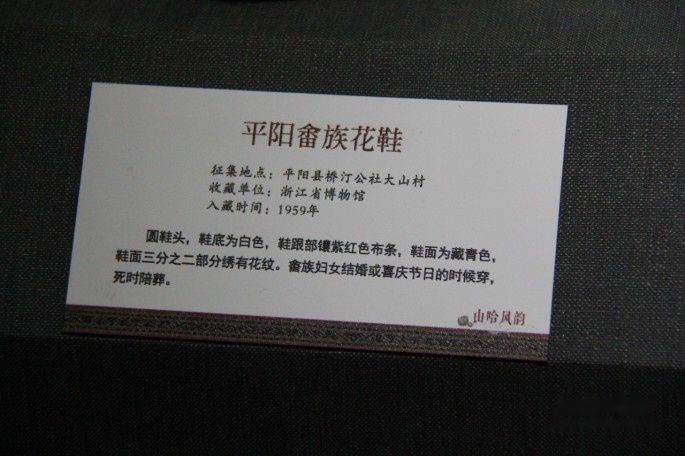 平阳畲族花鞋
征集地点：平阳县桥汀公社大山村
收藏单位：浙江省博物馆
入藏时间：1959年
圆鞋头，鞋底为白色，鞋跟部镶紫红色布条，鞋面为藏青色，
鞋面三分之二部分绣有花纹。畲族妇女结婚或喜庆节日的时候穿，
死时陪葬。
山哈风韵